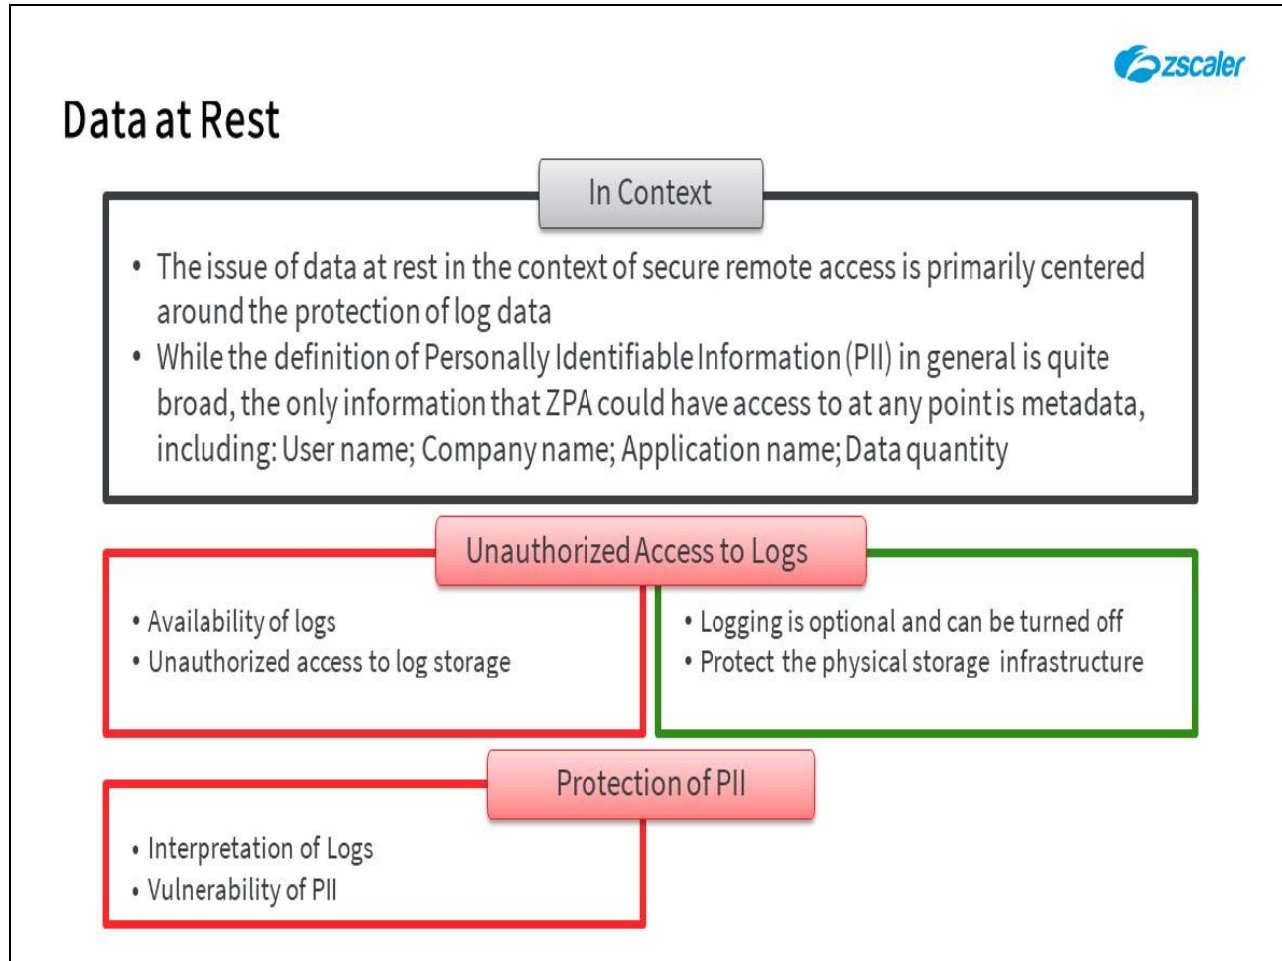 zscaler
Data at Rest
In Context
• The issue of data at rest in the context of secure remote access is primarily centered
around the protection of log data
• While the definition of Personally Identifiable Information (PII) in general is quite
broad, the only information that ZPA could have access to at any point is metadata,
including: User name; Company name; Application name; Data quantity
Unauthorized Access to Logs
• Availability of logs
• Unauthorized access to log storage
• Logging is optional and can be turned off
• Protect the physical storage infrastructure
Protection of PII
• Interpretation of Logs
• Vulnerability of PII